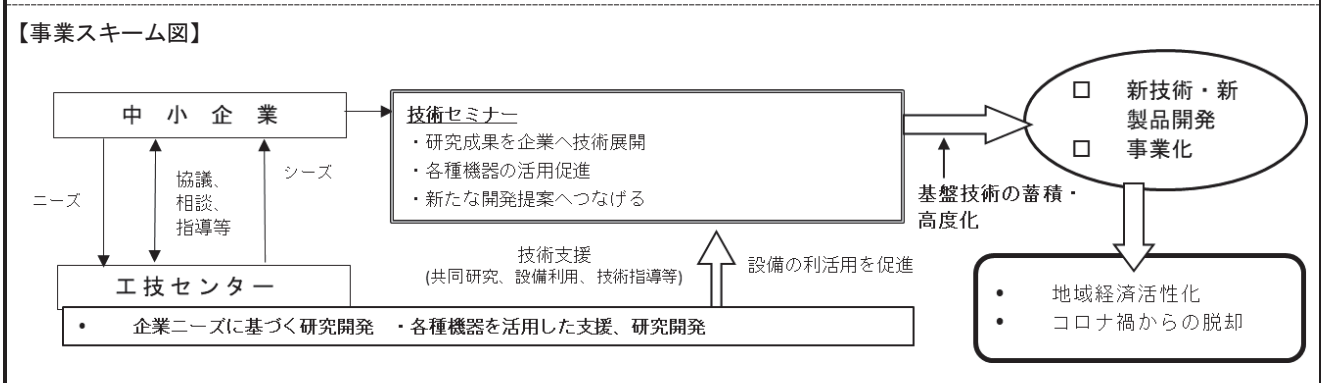 【事業スキーム図】
中 小 企 業
ニーズ
協議、
相談、
指導等
シーズ
工技センター
・ 企業ニーズに基づく研究開発 ・各種機器を活用した支援、研究開発
技術セミナー
・研究成果を企業へ技術展開
・各種機器の活用促進
・新たな開発提案へつなげる
技術支援
(共同研究、設備利用、技術指導等)
設備の利活用を促進
基盤技術の蓄積・
高度化
□ 新技術・新
製品開発
□ 事業化
• 地域経済活性化
• コロナ禍からの脱却